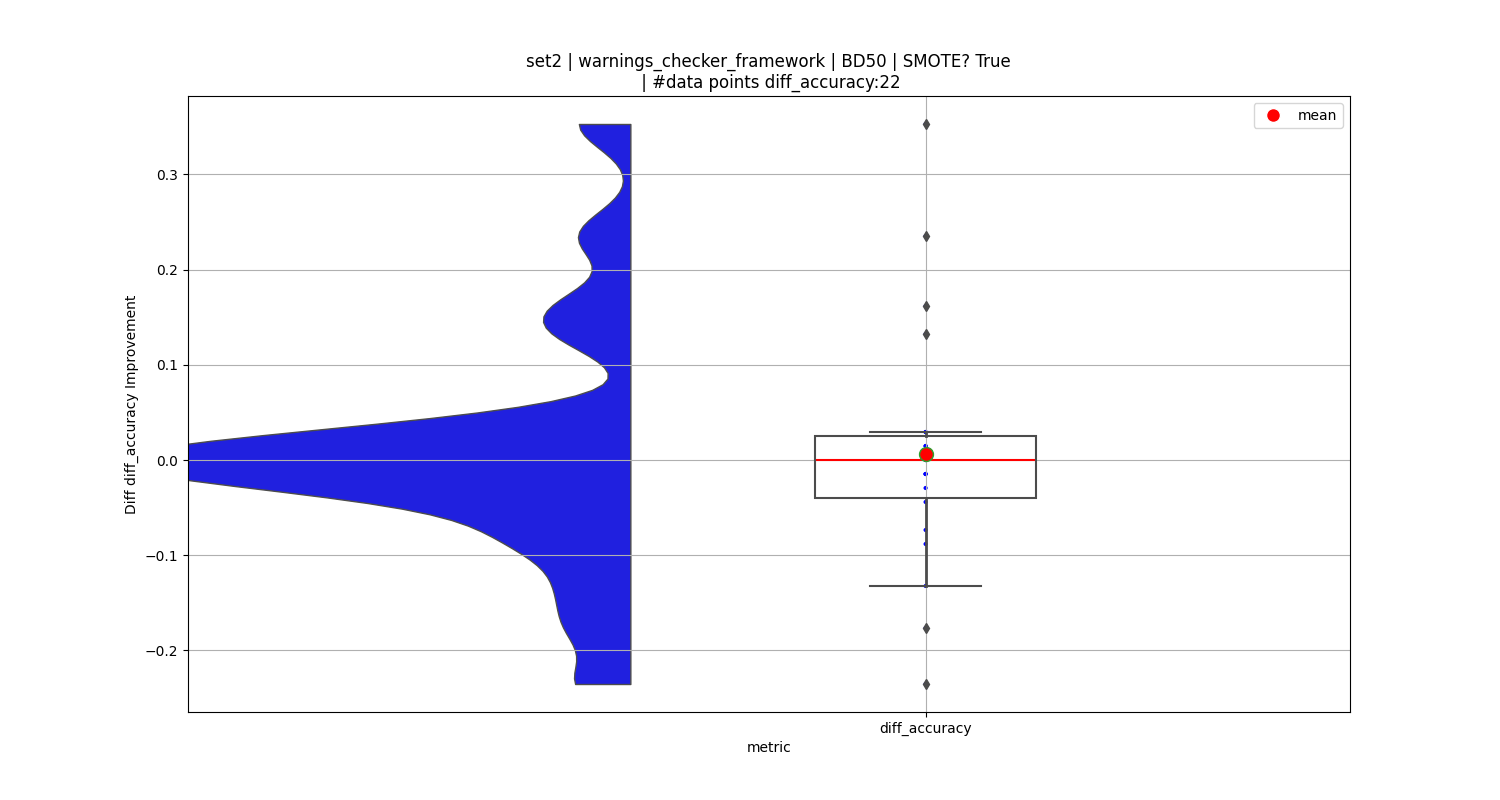 set2 | warnings_checker_framework | BD50 | SMOTE? True
| #data points diff_accuracy:22
mean
0.3
0.2
0.1
0.0
−0.1
−0.2
Diff diff_accuracy Improvement
diff_accuracy
metric